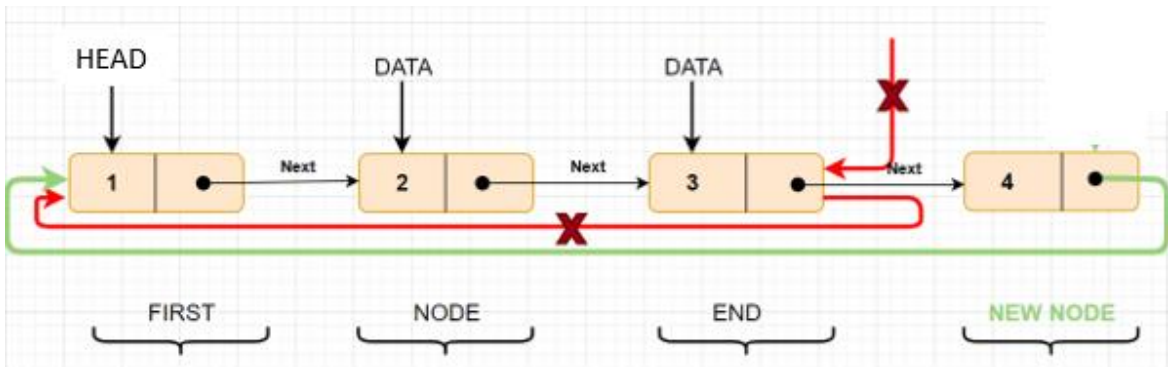 HEAD
DATA
DATA
1
Next
2
Next
3
Next
4
FIRST
NODE
END
NEW NODE